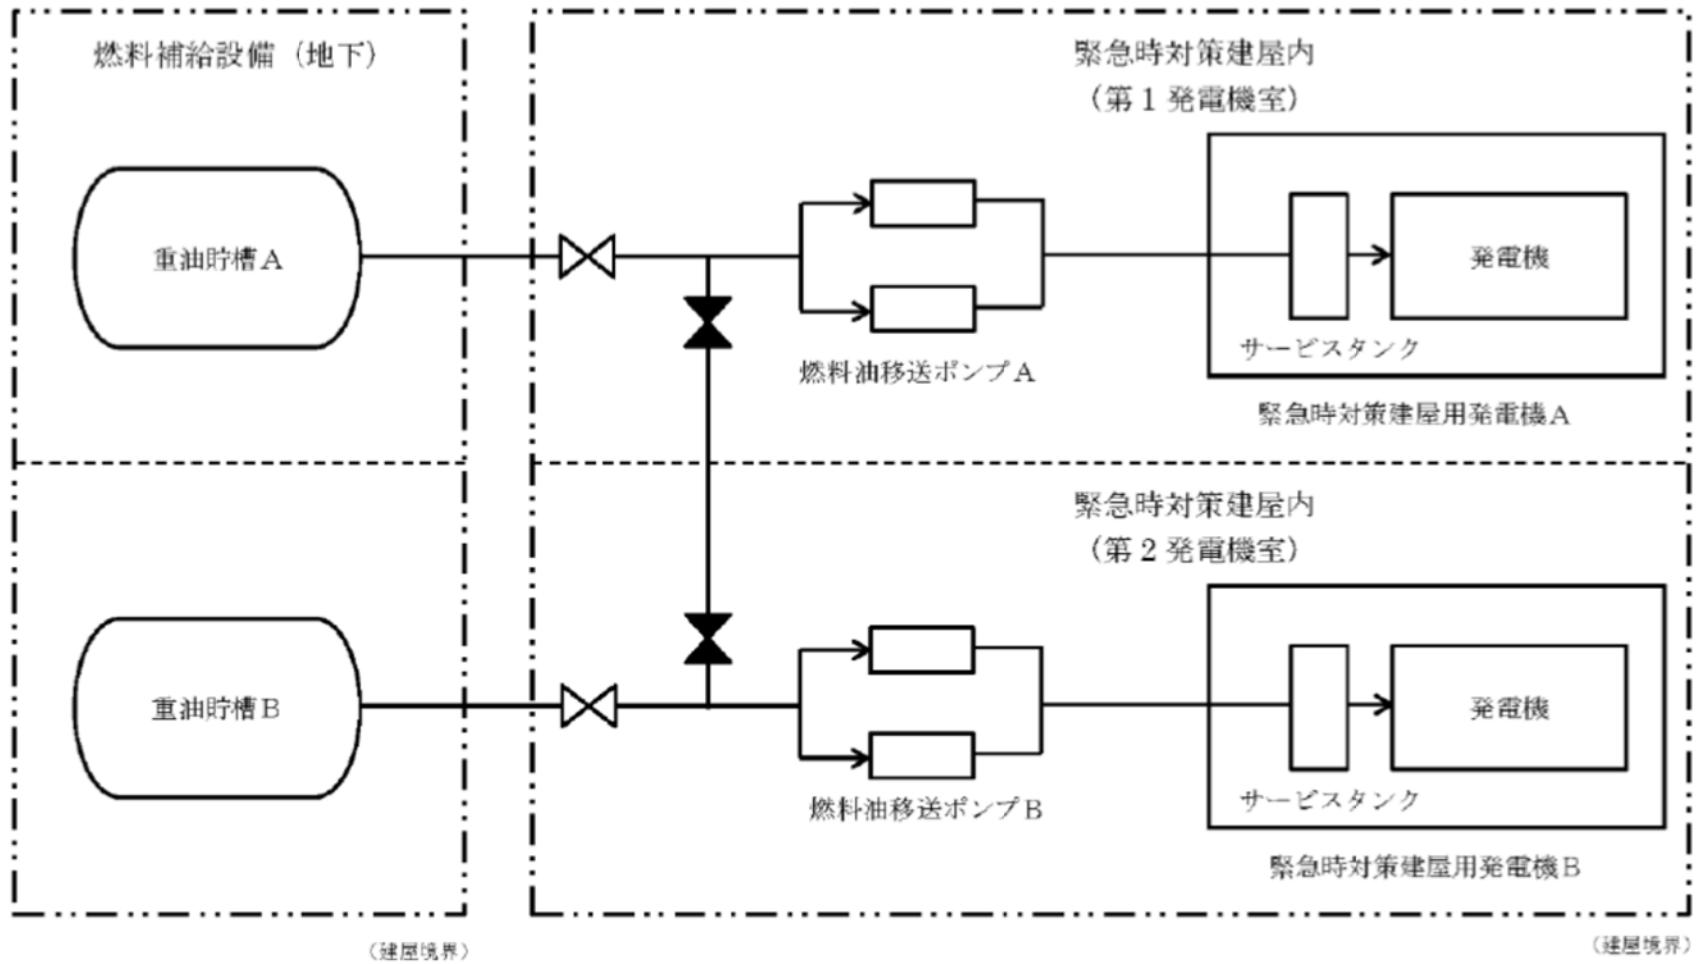 燃料補給設備（地下）
緊急時対策建屋内
（第１発電機室）
重油貯槽Ａ
発電機
サービスタンク
燃料油移送ポンプＡ
緊急時対策建屋用発電機Ａ
緊急時対策建屋内
（第２発電機室）
重油貯槽Ｂ
発電機
サービスタンク
燃料油移送ポンプＢ
緊急時対策建屋用発電機Ｂ
（建屋境界）
（建屋境界）